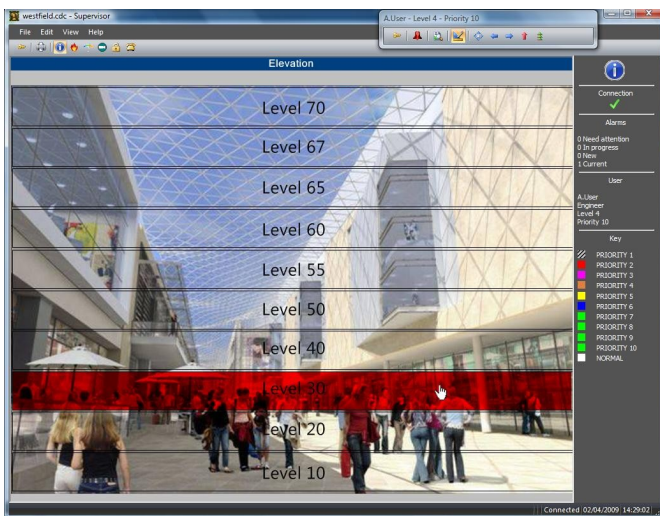 westfield.cdc - Supervisor
A.User - Level 4 - Priority 10
File Edit View Help
Elevation
Level 70
Level 67
Level 65
Level 60
Level 55
Level 50
Level 40
Level 30
Level 20
Level 10
Connection
Alarms
0 Need attention
0 In progress
0 New
1 Current
User
A.User
Engineer
Level 4
Priority 10
Key
PRIORITY 1
PRIORITY 2
PRIORITY 3
PRIORITY 4
PRIORITY 5
PRIORITY 6
PRIORITY 7
PRIORITY 8
PRIORITY 9
PRIORITY 10
NORMAL
Connected 02/04/2009 14:29:02